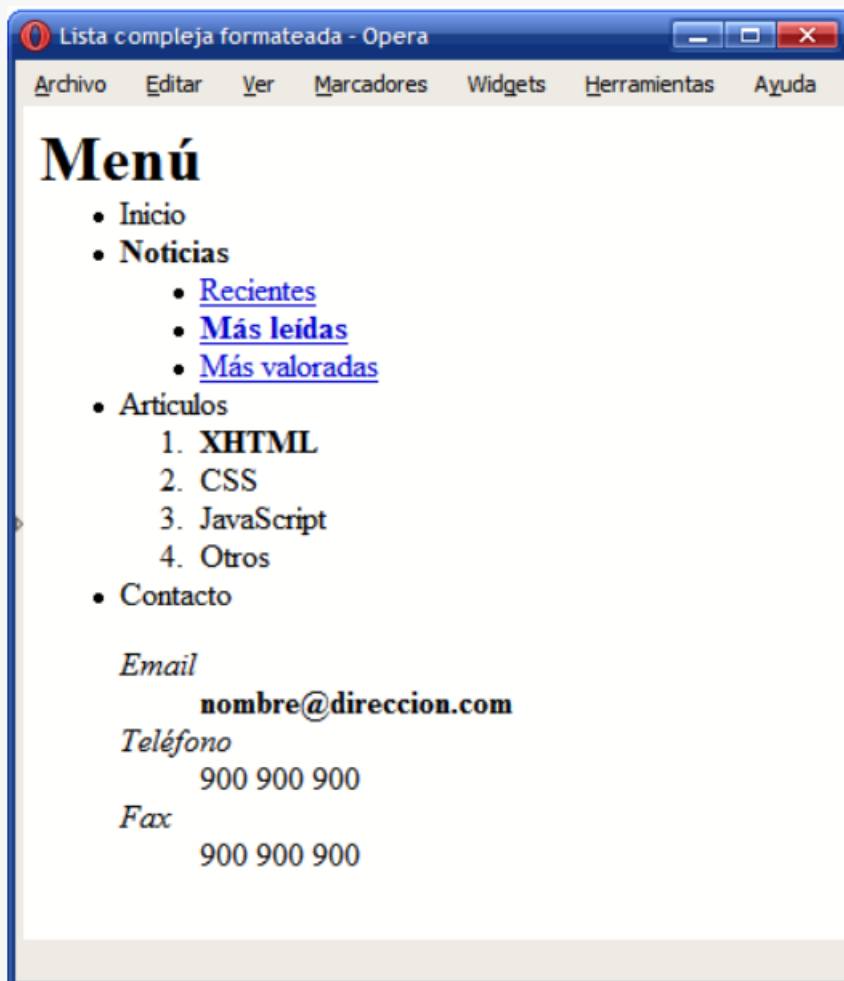 Lista compleja formateada - Opera
Archivo Editar Ver Marcadores Widgets Herramientas Ayuda
Menú
• Inicio
• Noticias
• Recientes
• Más leídas
• Más valoradas
• Artículos
1. XHTML
2. CSS
3. JavaScript
4. Otros
• Contacto
Email
nombre@direccion.com
Teléfono
900 900 900
Fax
900 900 900